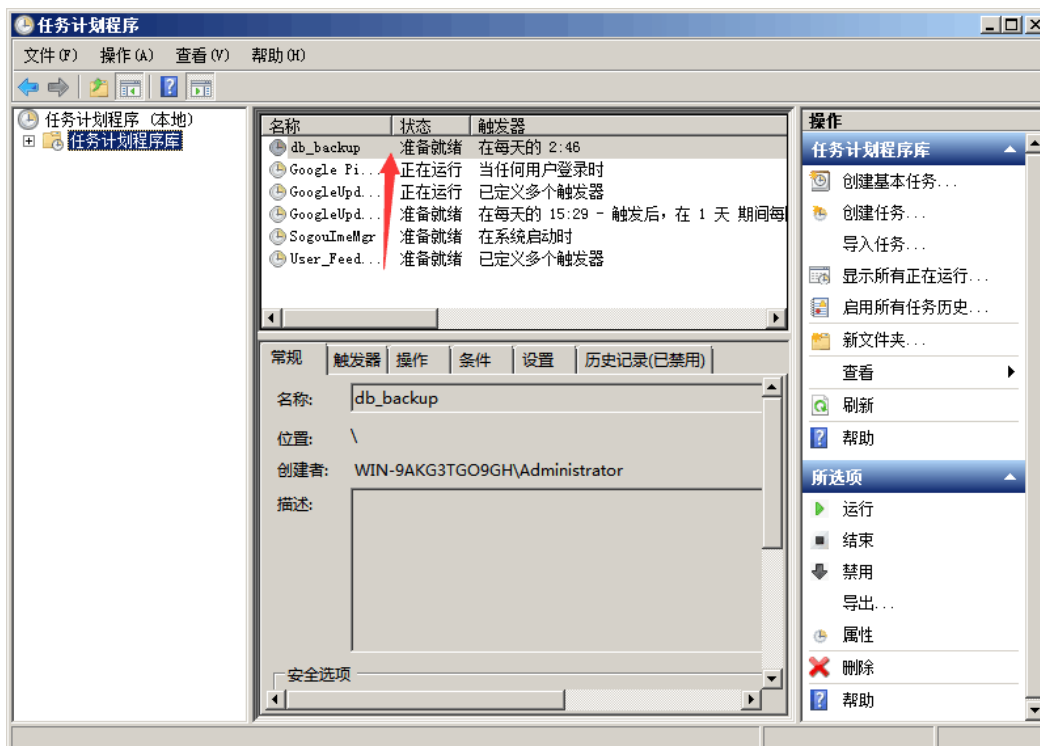 任务计划程序
文件(F) 操作(A) 查看(V) 帮助(H)
任务计划程序 (本地)
任务计划程序库
名称 状态 触发器
db_backup 准备就绪 在每天的 2:46
Google Pi... 正在运行 当任何用户登录时
GoogleUpd... 正在运行 已定义多个触发器
GoogleUpd... 准备就绪 在每天的 15:29 - 触发后，在 1 天 期间每
SogouImeMgr 准备就绪 在系统启动时
User_Feed... 准备就绪 已定义多个触发器
常规 触发器 操作 条件 设置 历史记录(已禁用)
名称: db_backup
位置: \
创建者: WIN-9AKG3TGO9GH\Administrator
描述:
安全选项
操作
任务计划程序库
创建基本任务...
创建任务...
导入任务...
显示所有正在运行...
启用所有任务历史...
新文件夹...
查看
刷新
帮助
所选项
运行
结束
禁用
导出...
属性
删除
帮助